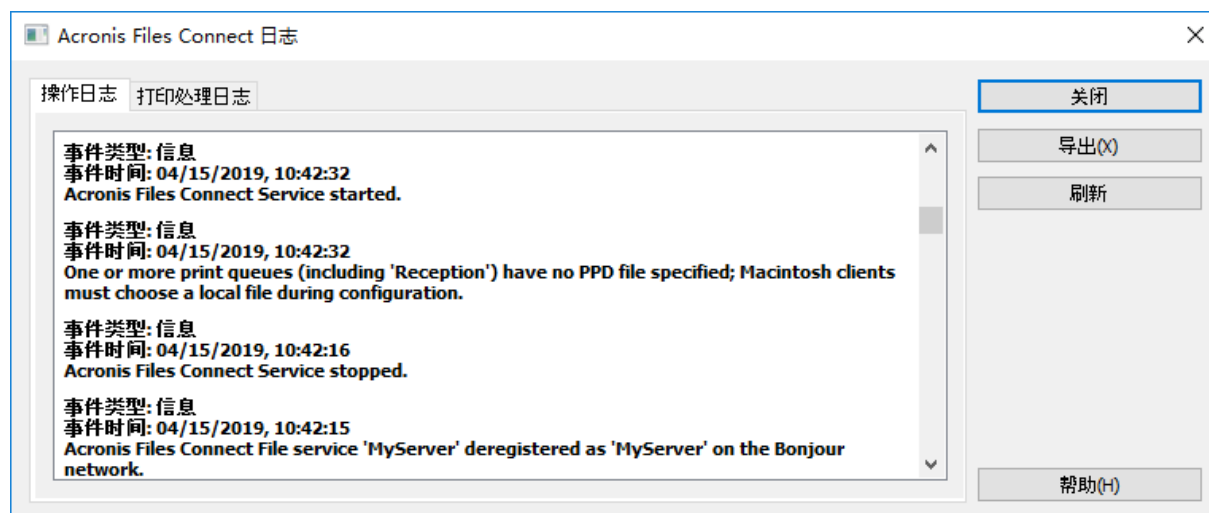 Acronis Files Connect 日志
操作日志 打印处理日志
关闭
导出(X)
刷新
事件类型: 信息
事件时间: 04/15/2019, 10:42:32
Acronis Files Connect Service started.
事件类型: 信息
事件时间: 04/15/2019, 10:42:32
One or more print queues (including 'Reception') have no PPD file specified; Macintosh clients
must choose a local file during configuration.
事件类型: 信息
事件时间: 04/15/2019, 10:42:16
Acronis Files Connect Service stopped.
事件类型: 信息
事件时间: 04/15/2019, 10:42:15
Acronis Files Connect File service 'MyServer' deregistered as 'MyServer' on the Bonjour
network.
帮助(H)